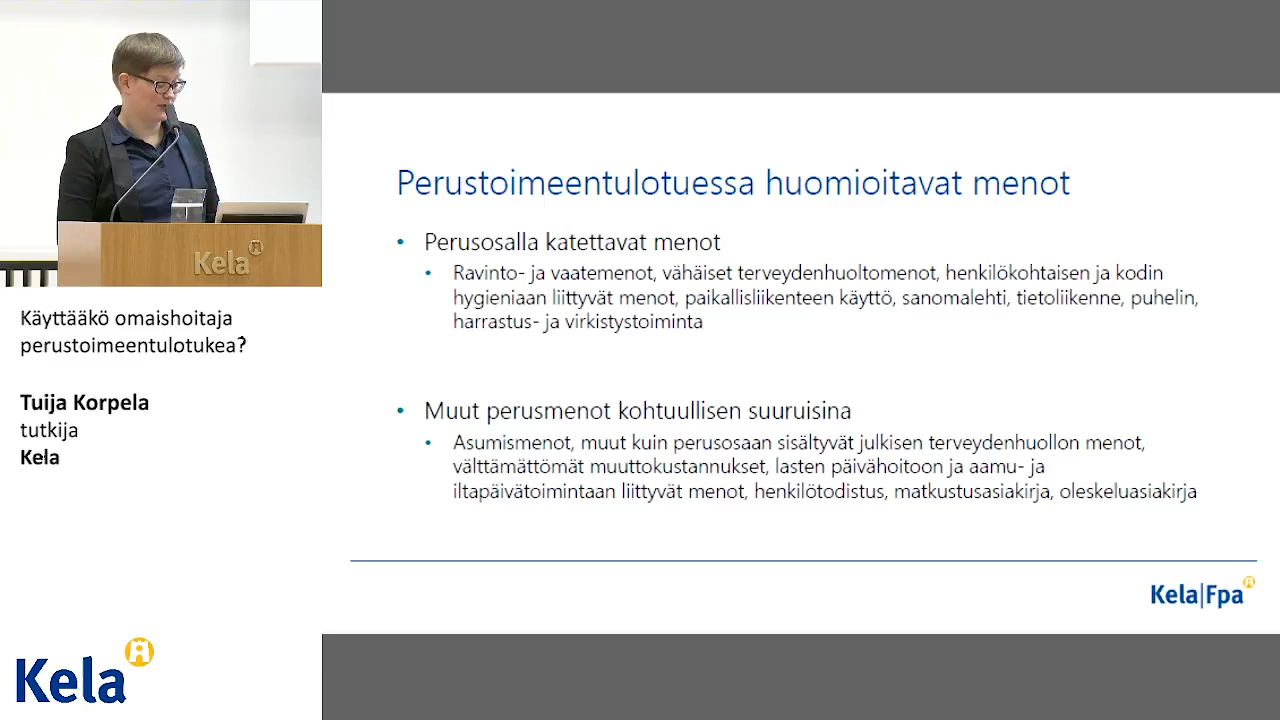 Kela
Käyttääkö omaishoitaja
perustoimeentulotukea?
Tuija Korpela
tutkija
Kela
Kela
Perustoimeentulotuessa huomioitavat menot
• Perusosalla katettavat menot
• Ravinto- ja vaatemenot, vähäiset terveydenhuoltomenot, henkilökohtaisen ja kodin
hygieniaan liittyvät menot, paikallisliikenteen käyttö, sanomalehti, tietoliikenne, puhelin,
harrastus- ja virkistystoiminta
• Muut perusmenot kohtuullisen suuruisina
• Asumismenot, muut kuin perusosaan sisältyvät julkisen terveydenhuollon menot,
välttämättömät muuttokustannukset, lasten päivähoitoon ja aamu- ja
iltapäivätoimintaan liittyvät menot, henkilötodistus, matkustusasiakirja, oleskeluasiakirja
Kela|Fpa